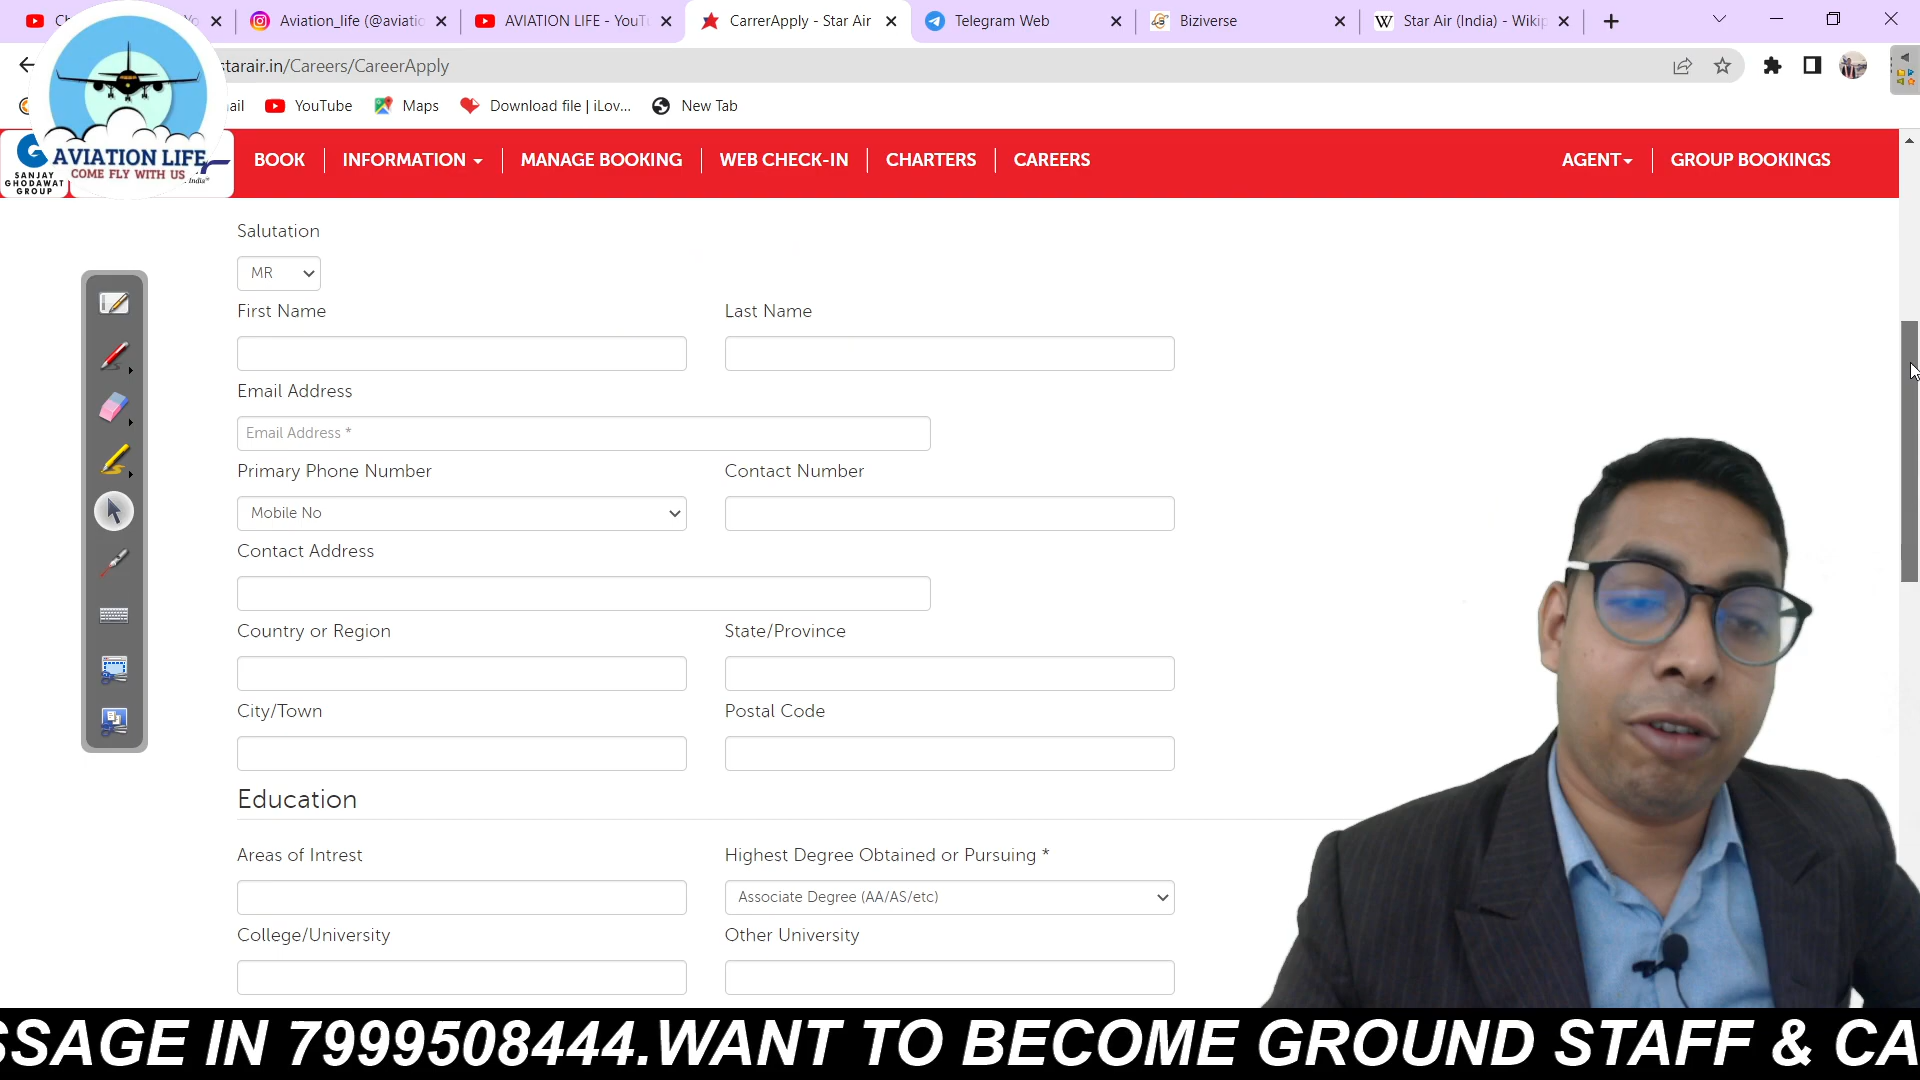 Aviation_life (@aviatio
AVIATION LIFE - YouTu
CarrerApply - Star Air
Telegram Web
Biziverse
Star Air (India) - Wikip
starair.in/Careers/CareerApply
YouTube
Maps
Download file | iLov...
New Tab
AVIATION LIFE
COME FLY WITH US
SANJAY
GHODAWAT
GROUP
BOOK
INFORMATION
MANAGE BOOKING
WEB CHECK-IN
CHARTERS
CAREERS
AGENT
GROUP BOOKINGS
Salutation
MR
First Name
Last Name
Email Address
Email Address *
Primary Phone Number
Contact Number
Mobile No
Contact Address
Country or Region
State/Province
City/Town
Postal Code
Education
Areas of Intrest
Highest Degree Obtained or Pursuing *
Associate Degree (AA/AS/etc)
College/University
Other University
SSAGE IN 7999508444.WANT TO BECOME GROUND STAFF & CA